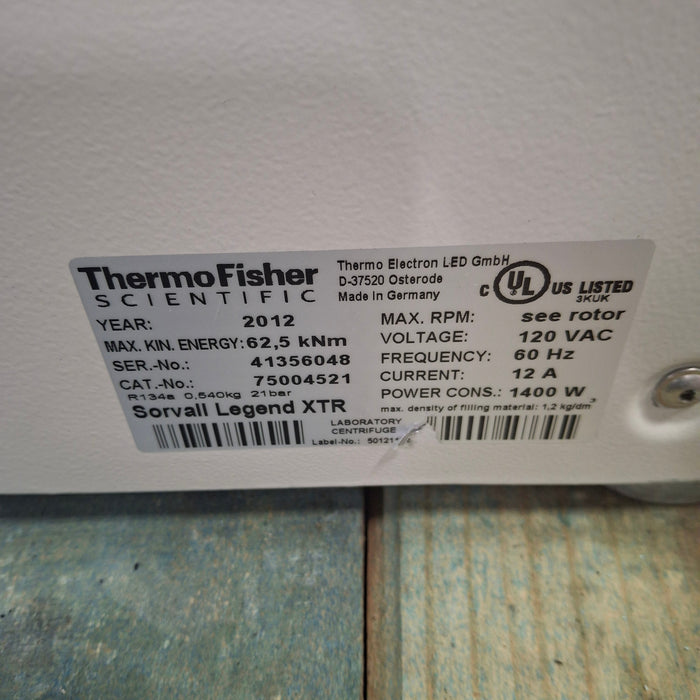 ThermoFisher
SCIENTIFIC
Thermo Electron LED GmbH
D-37520 Osterode
Made in Germany
C UL US LISTED
3KUK
YEAR: 2012
MAX. KIN. ENERGY: 62,5 kNm
SER.-No.: 41356048
CAT.-No.: 75004521
R134a 0,540kg 21bar
Sorvall Legend XTR
MAX. RPM: see rotor
VOLTAGE: 120 VAC
FREQUENCY: 60 Hz
CURRENT: 12 A
POWER CONS.: 1400 W
max. density of filling material: 1,2 kg/dm³
LABORATORY
CENTRIFUGE
Label-No.: